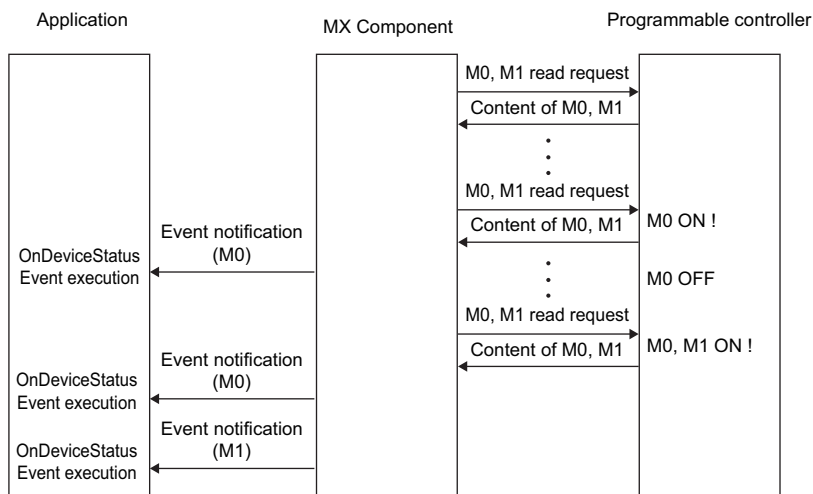 Application
MX Component
Programmable controller
M0, M1 read request
Content of M0, M1
M0, M1 read request
Content of M0, M1
M0 ON !
Event notification
(M0)
OnDeviceStatus
Event execution
M0 OFF
M0, M1 read request
Content of M0, M1
M0, M1 ON !
Event notification
(M0)
OnDeviceStatus
Event execution
Event notification
(M1)
OnDeviceStatus
Event execution